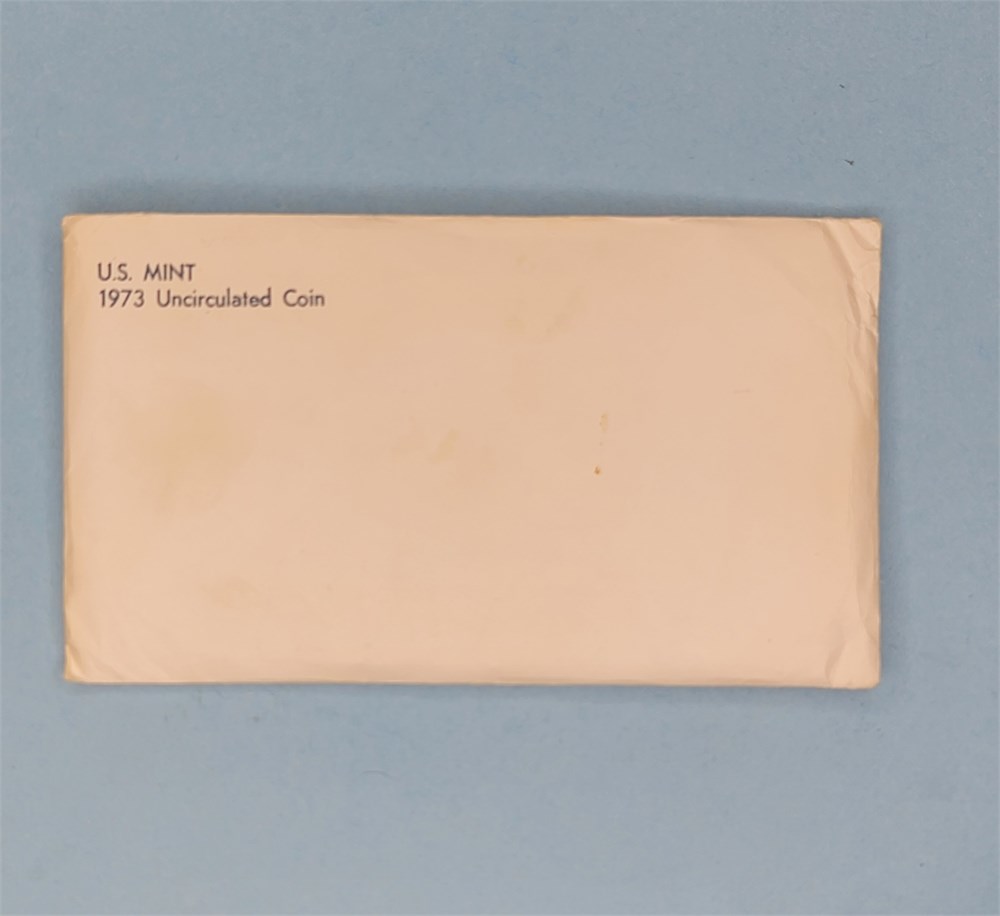 U.S. MINT
1973 Uncirculated Coin